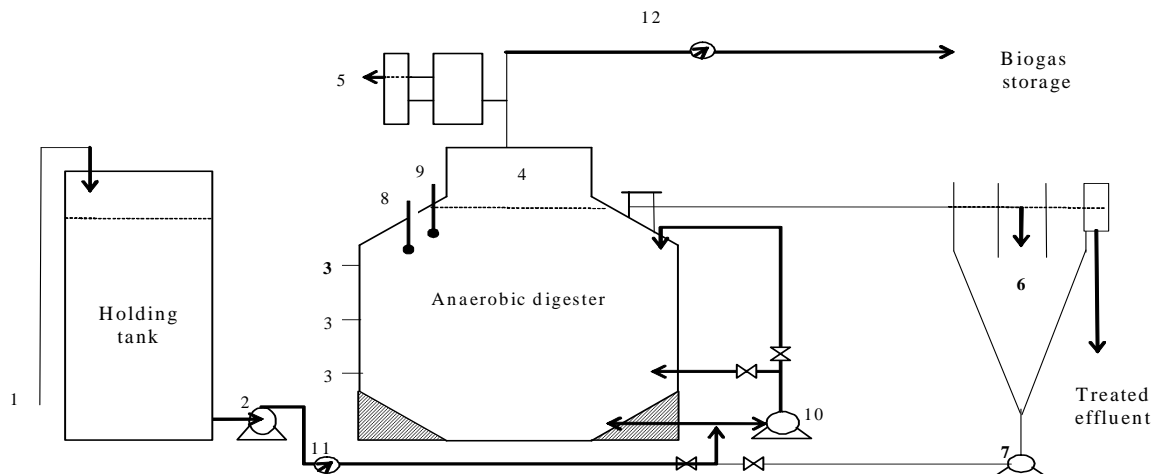 12
Biogas
storage
5
9
4
8
3
6
Anaerobic digester
Holding
tank
3
3
Treated
effluent
1
2
10
11
7